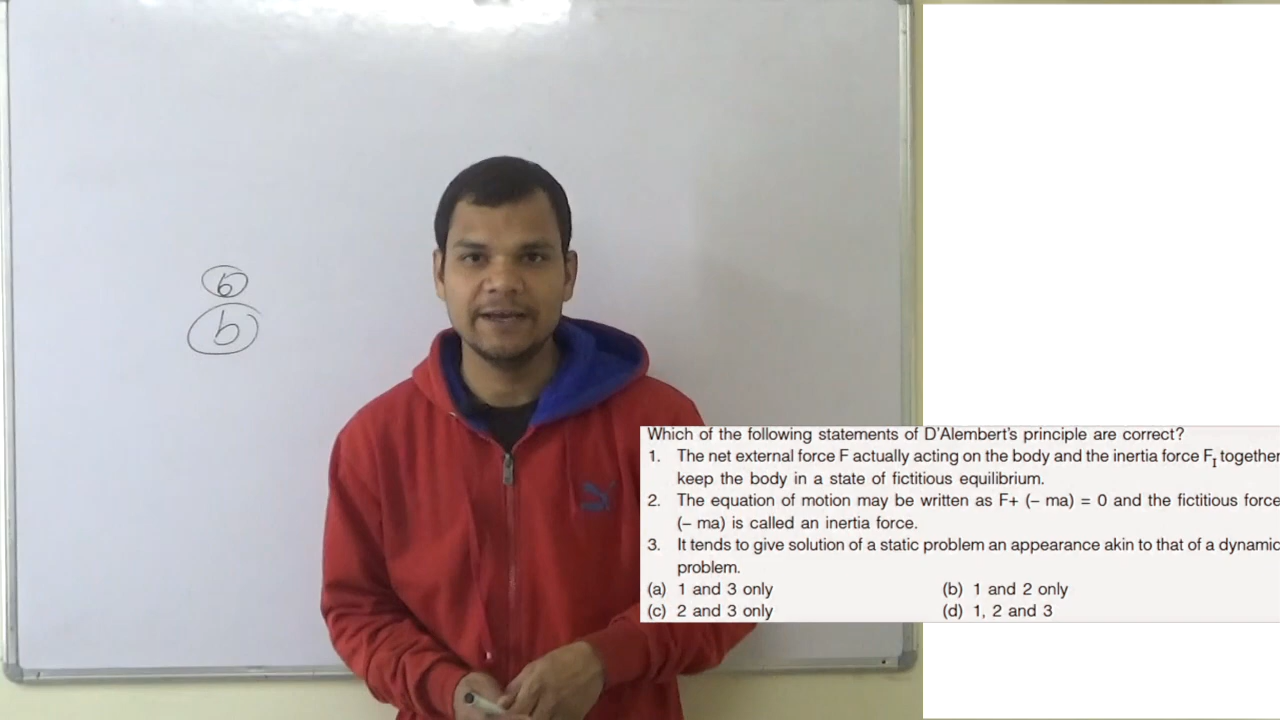 b
b
Which of the following statements of D'Alembert's principle are correct?
1. The net external force F actually acting on the body and the inertia force F_I together
keep the body in a state of fictitious equilibrium.
2. The equation of motion may be written as F+ (– ma) = 0 and the fictitious force
(– ma) is called an inertia force.
3. It tends to give solution of a static problem an appearance akin to that of a dynamic
problem.
(a) 1 and 3 only (b) 1 and 2 only
(c) 2 and 3 only (d) 1, 2 and 3